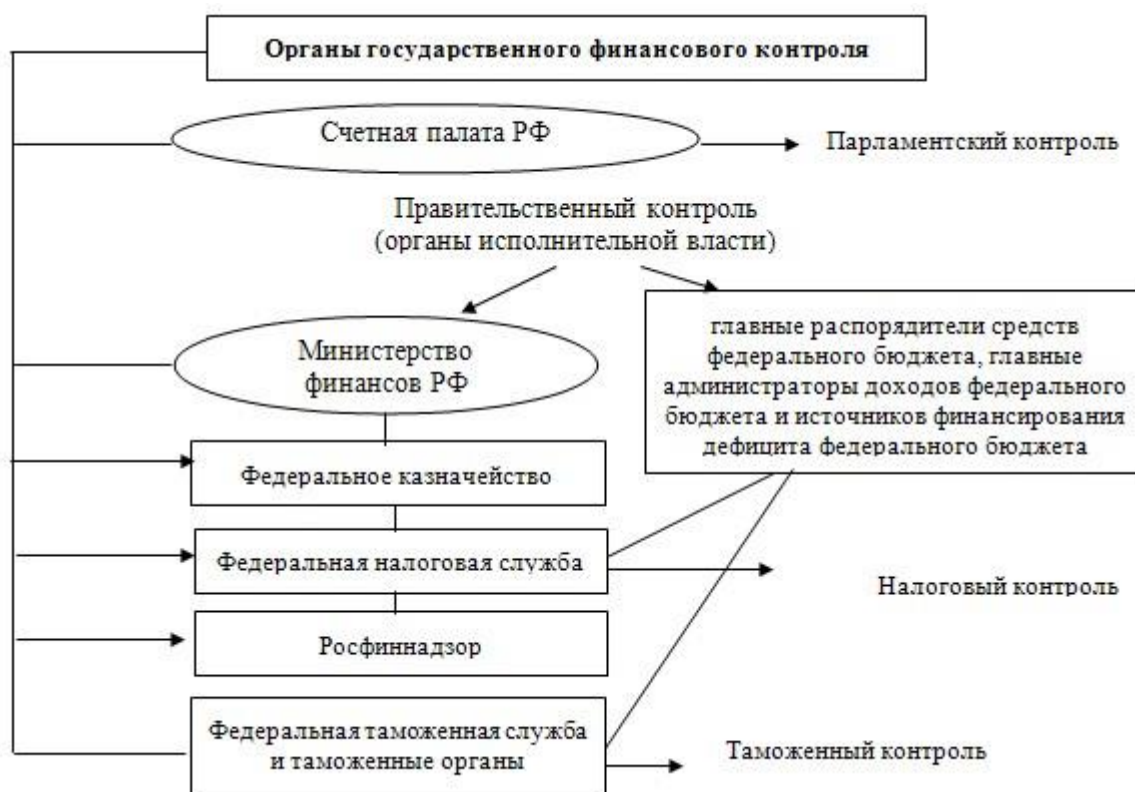 Органы государственного финансового контроля
Счетная палата РФ
Парламентский контроль
Правительственный контроль
(органы исполнительной власти)
Министерство
финансов РФ
главные распорядители средств
федерального бюджета, главные
администраторы доходов федерального
бюджета и источников финансирования
дефицита федерального бюджета
Федеральное казначейство
Федеральная налоговая служба
Налоговый контроль
Росфиннадзор
Федеральная таможенная служба
и таможенные органы
Таможенный контроль